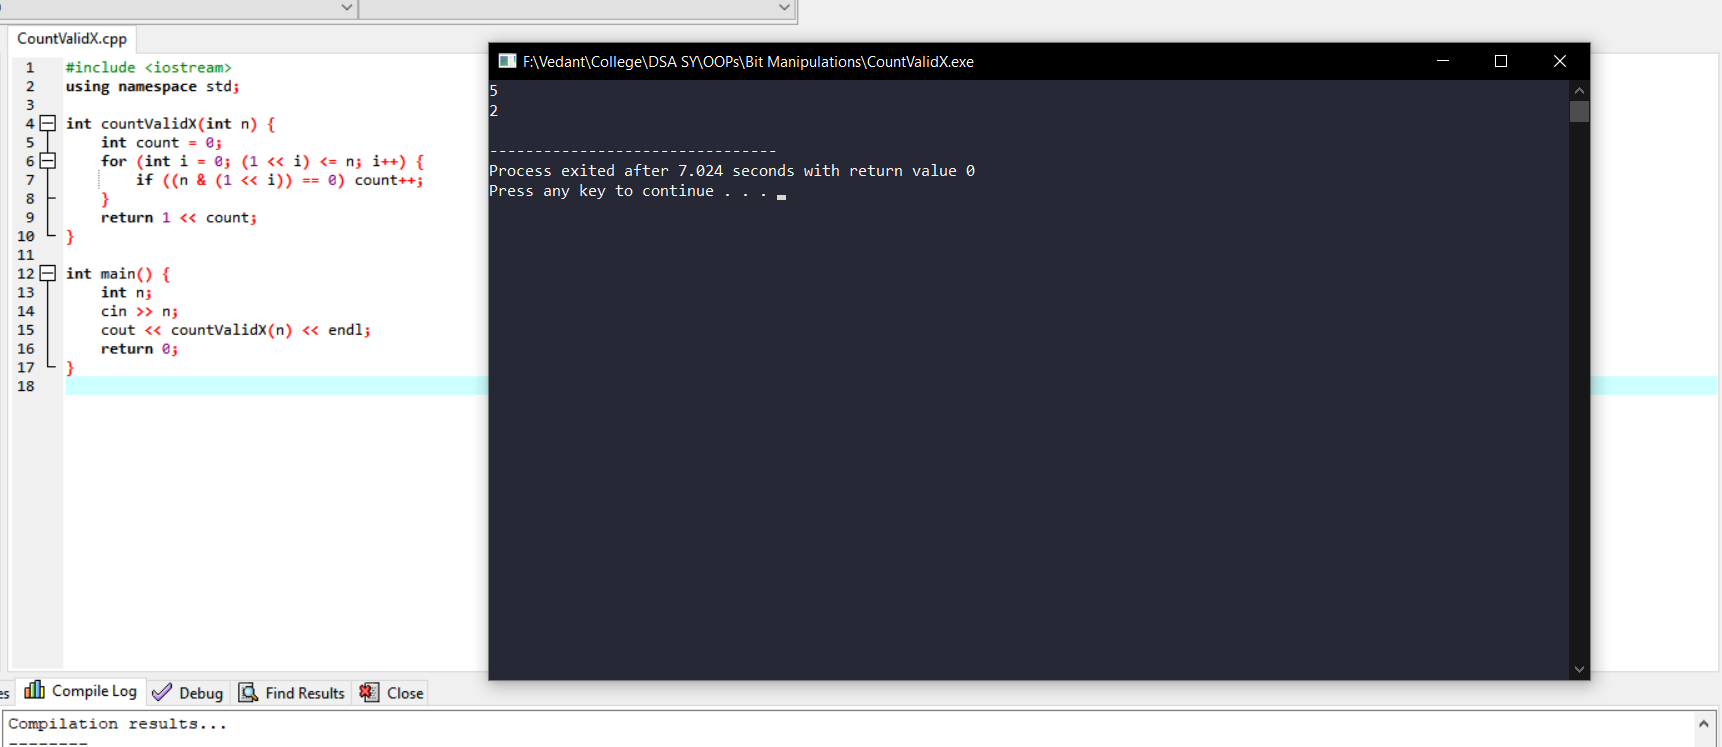 CountValidX.cpp
1 #include <iostream>
2 using namespace std;
3
4 int countValidX(int n) {
5     int count = 0;
6     for (int i = 0; (1 << i) <= n; i++) {
7         if ((n & (1 << i)) == 0) count++;
8     }
9     return 1 << count;
10 }
11
12 int main() {
13     int n;
14     cin >> n;
15     cout << countValidX(n) << endl;
16     return 0;
17 }
18
F:\Vedant\College\DSA SY\OOPs\Bit Manipulations\CountValidX.exe
5
2
--------------------------------
Process exited after 7.024 seconds with return value 0
Press any key to continue . . .
es Compile Log Debug Find Results Close
Compilation results...
--------